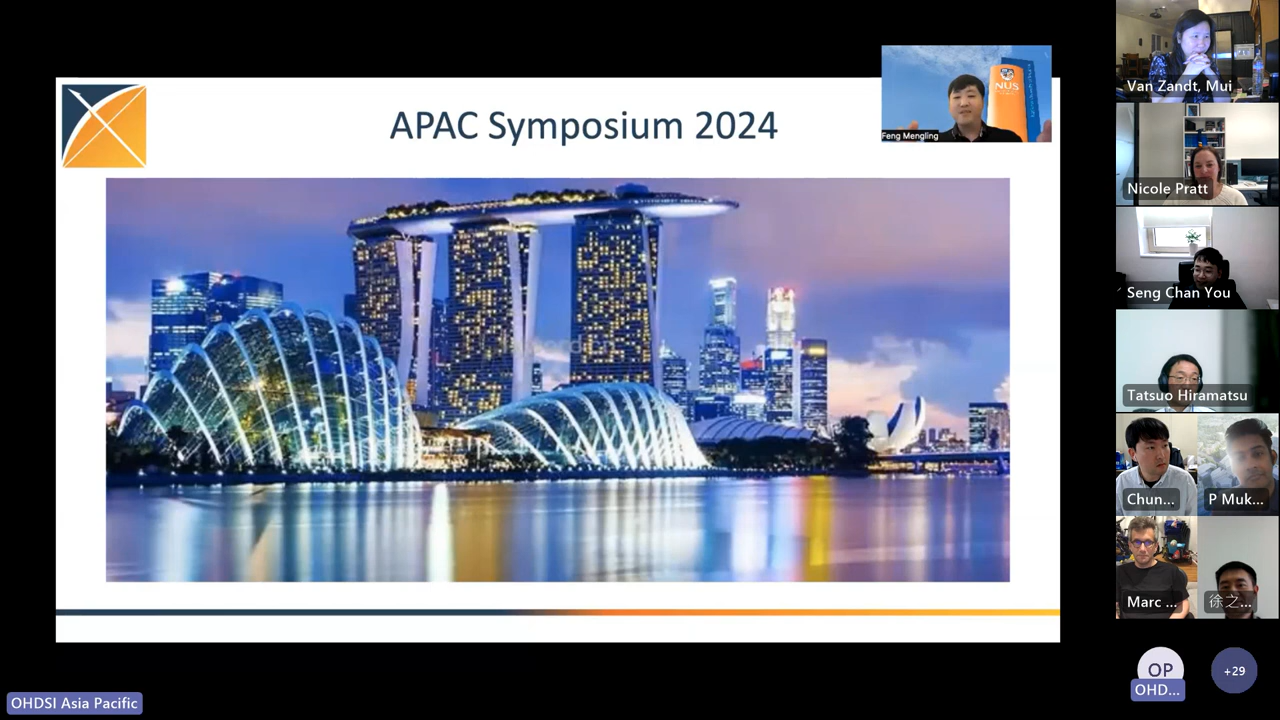 APAC Symposium 2024
NUS
Feng Mengling
Van Zandt, Mui
Nicole Pratt
Seng Chan You
Tatsuo Hiramatsu
Chun...
P Muk...
Marc ...
徐之...
OP
OHD...
+29
OHDSI Asia Pacific